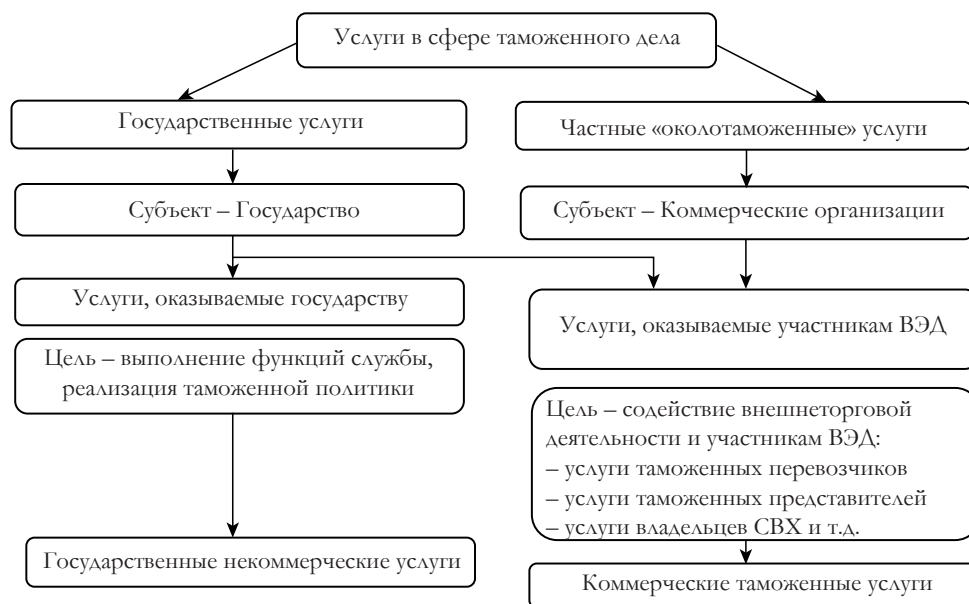 Услуги в сфере таможенного дела
Государственные услуги
Частные «околотаможенные» услуги
Субъект – Государство
Субъект – Коммерческие организации
Услуги, оказываемые государству
Услуги, оказываемые участникам ВЭД
Цель – выполнение функций службы,
реализация таможенной политики
Цель – содействие внешнеторговой
деятельности и участникам ВЭД:
– услуги таможенных перевозчиков
– услуги таможенных представителей
– услуги владельцев СВХ и т.д.
Государственные некоммерческие услуги
Коммерческие таможенные услуги